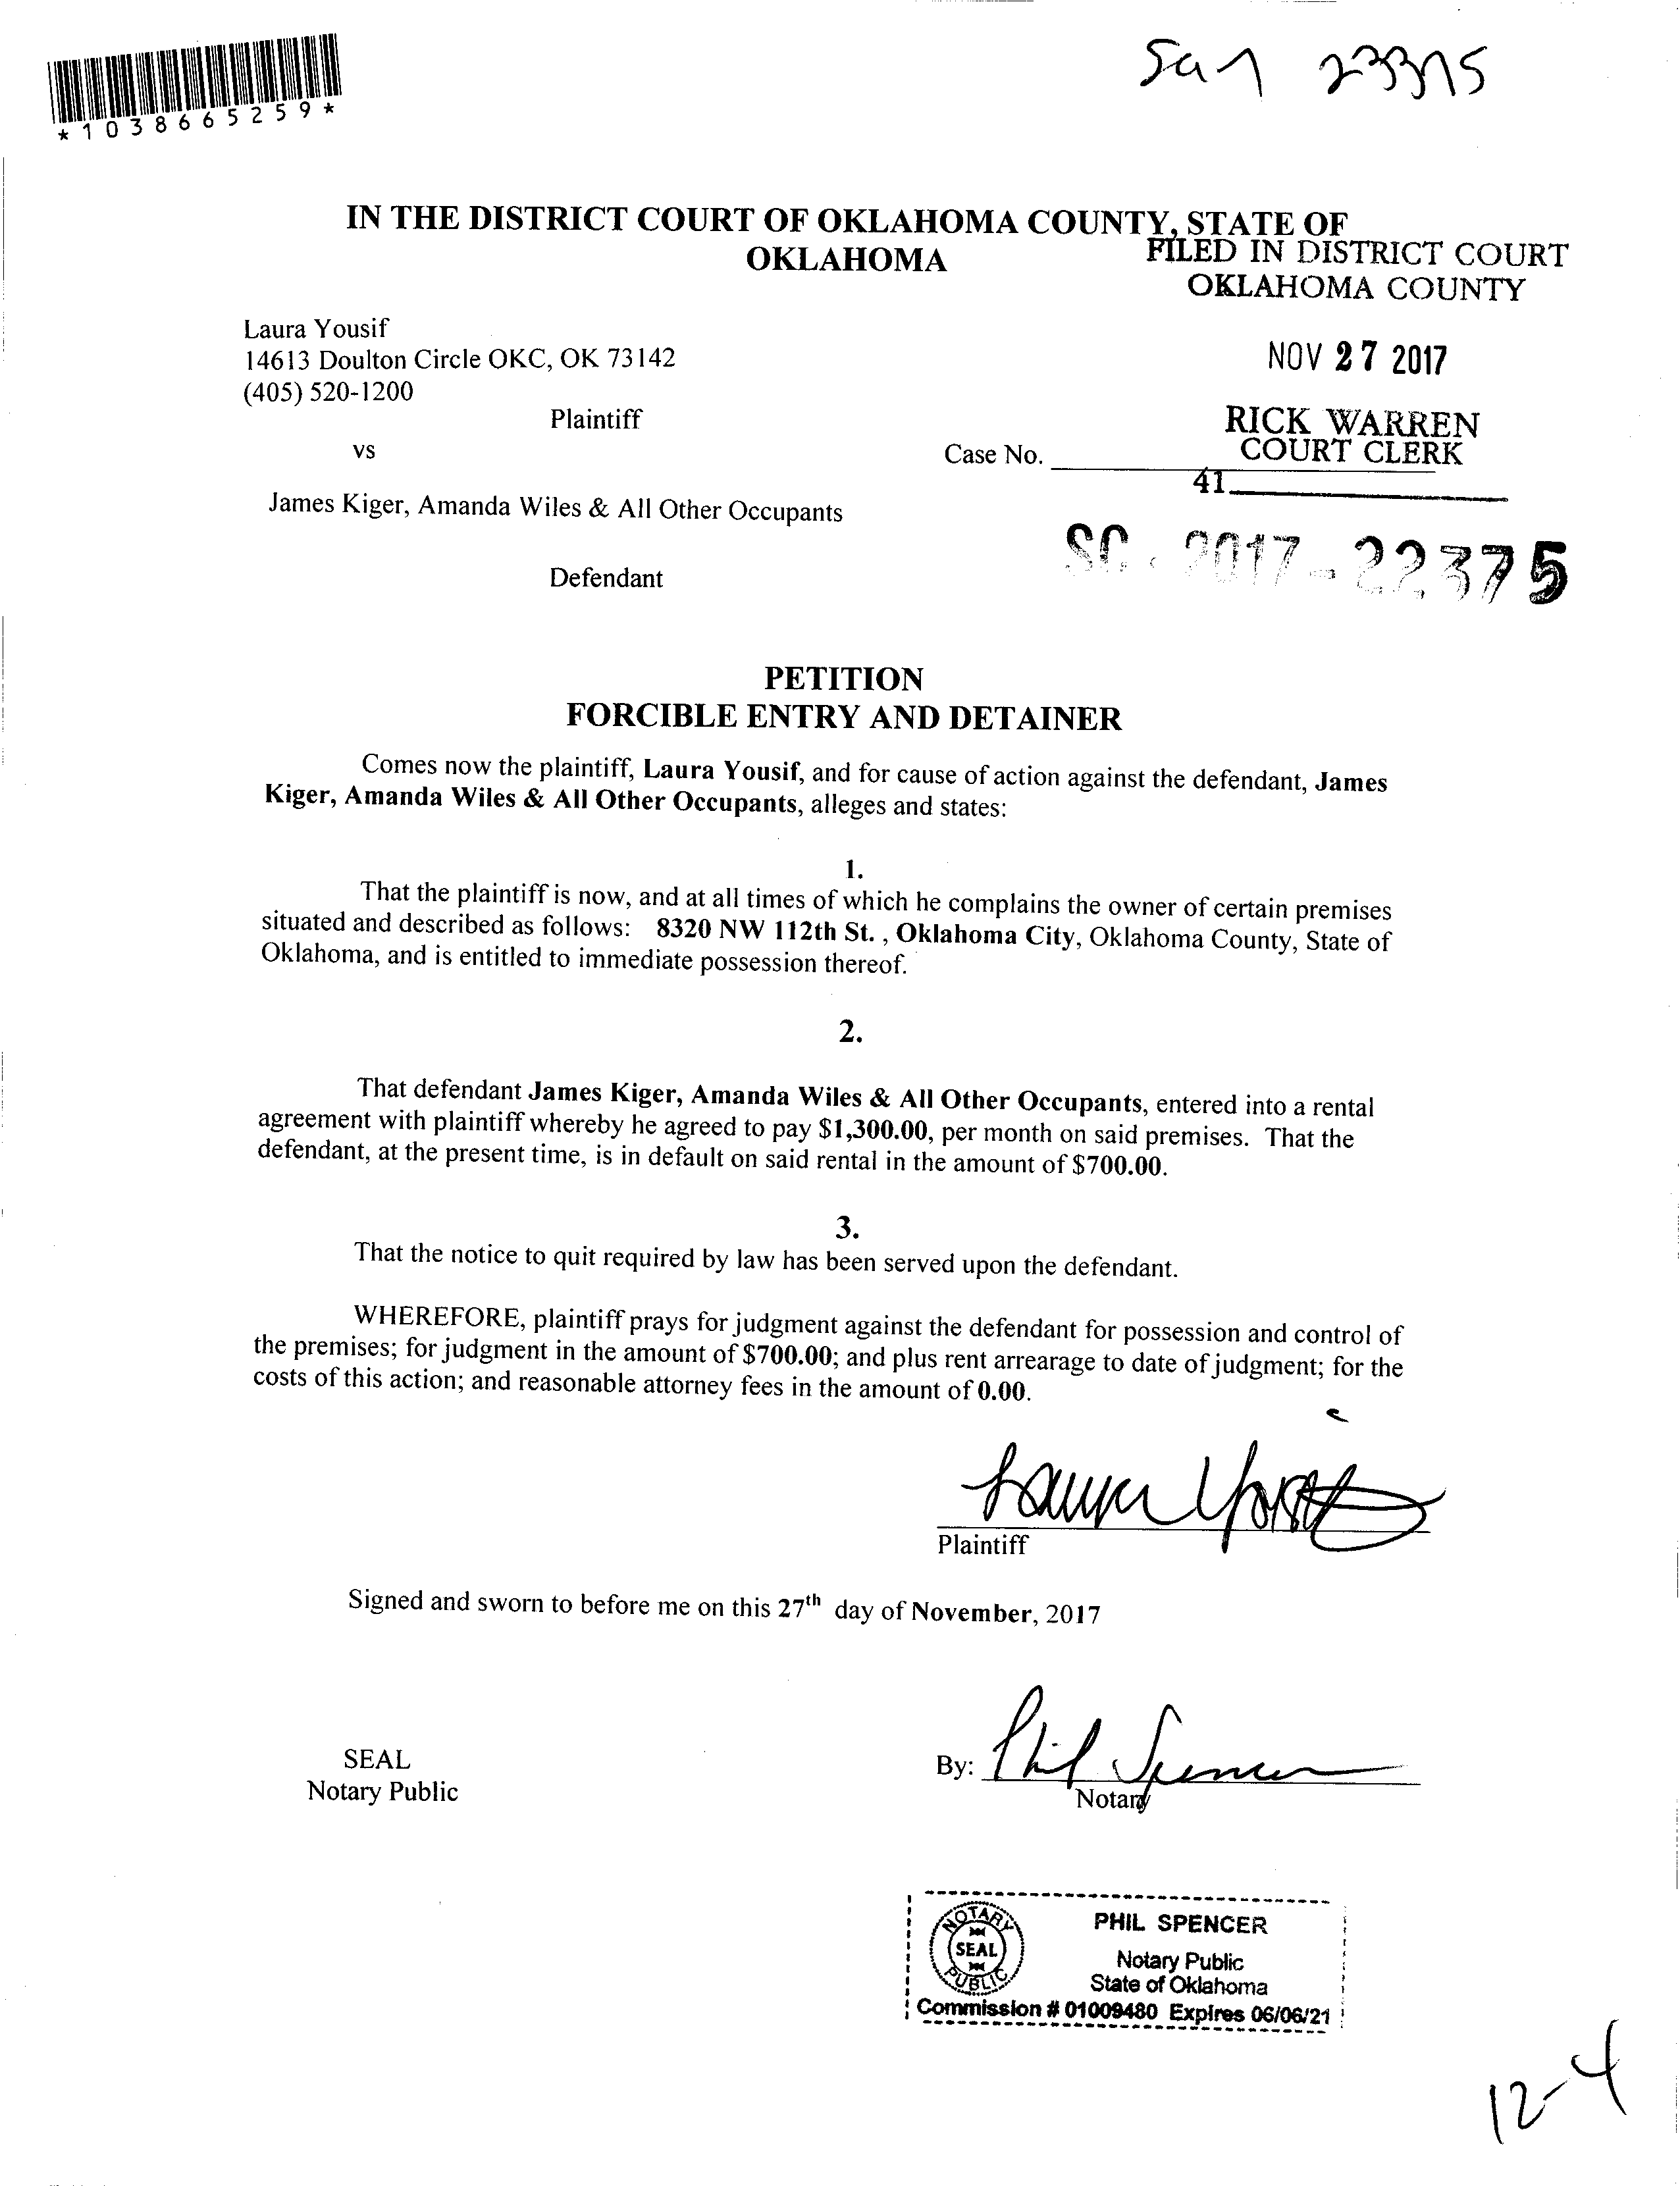 *1038665259*
IN THE DISTRICT COURT OF OKLAHOMA COUNTY, STATE OF
OKLAHOMA
FILED IN DISTRICT COURT
OKLAHOMA COUNTY
Laura Yousif
14613 Doulton Circle OKC, OK 73142
(405) 520-1200
NOV 27 2017
Plaintiff
RICK WARREN
COURT CLERK
vs
Case No.
41
James Kiger, Amanda Wiles & All Other Occupants
SC - 2017 - 22375
Defendant
PETITION
FORCIBLE ENTRY AND DETAINER
Comes now the plaintiff, Laura Yousif, and for cause of action against the defendant, James
Kiger, Amanda Wiles & All Other Occupants, alleges and states:
1.
That the plaintiff is now, and at all times of which he complains the owner of certain premises
situated and described as follows: 8320 NW 112th St. , Oklahoma City, Oklahoma County, State of
Oklahoma, and is entitled to immediate possession thereof.
2.
That defendant James Kiger, Amanda Wiles & All Other Occupants, entered into a rental
agreement with plaintiff whereby he agreed to pay $1,300.00, per month on said premises. That the
defendant, at the present time, is in default on said rental in the amount of $700.00.
3.
That the notice to quit required by law has been served upon the defendant.
WHEREFORE, plaintiff prays for judgment against the defendant for possession and control of
the premises; for judgment in the amount of $700.00; and plus rent arrearage to date of judgment; for the
costs of this action; and reasonable attorney fees in the amount of 0.00.
Laura Yousif
Plaintiff
Signed and sworn to before me on this 27th day of November, 2017
SEAL
Notary Public
By: Phil Spencer
Notary
NOTARY
SEAL
PUBLIC
PHIL SPENCER
Notary Public
State of Oklahoma
Commission # 01009480 Expires 06/06/21
12-4